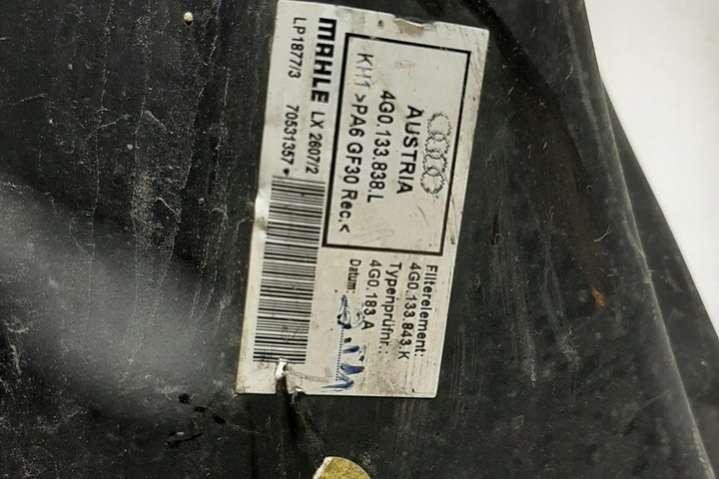 AUSTRIA
4G0.133.838.L
KH1 >PA6 GF30 Rec.<
Filterelement:
4G0.133.843.K
Typenprüfnr.:
4G0.183.A
Datum:
MAHLE LX 2607/2
LP1877/3 70531357